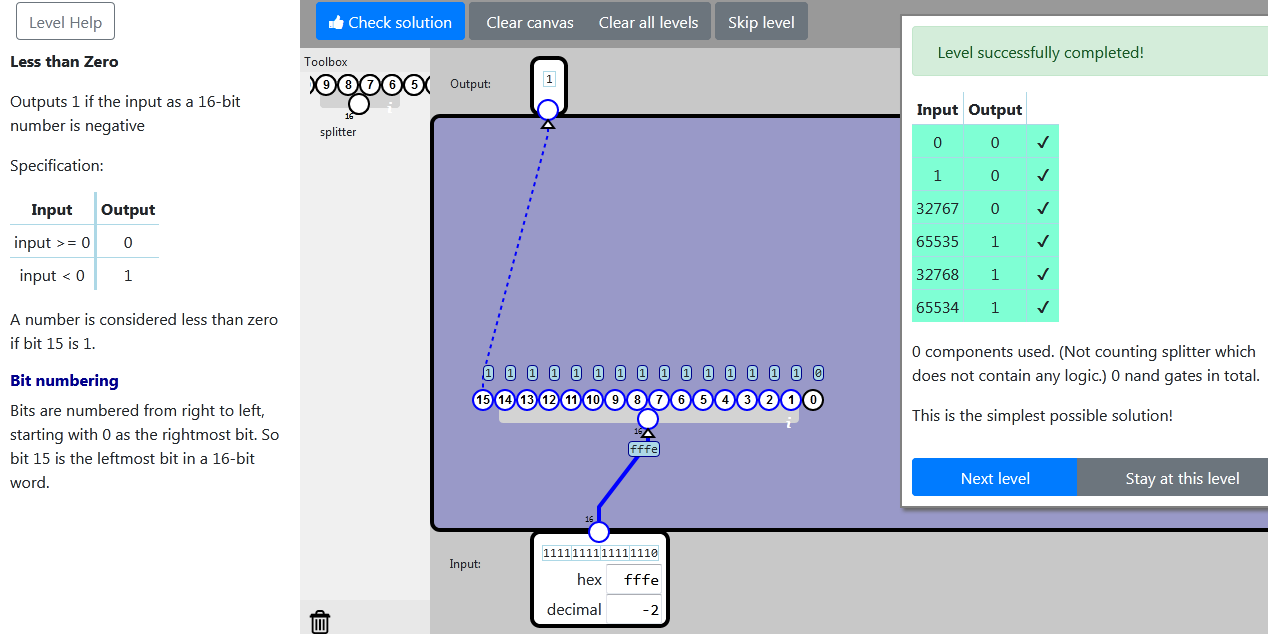 Level Help
Check solution
Clear canvas
Clear all levels
Skip level
Less than Zero
Outputs 1 if the input as a 16-bit
number is negative
Specification:
Input Output
input >= 0 0
input < 0 1
A number is considered less than zero
if bit 15 is 1.
Bit numbering
Bits are numbered from right to left,
starting with 0 as the rightmost bit. So
bit 15 is the leftmost bit in a 16-bit
word.
Toolbox
9 8 7 6 5
i
16
splitter
Output:
1
1 1 1 1 1 1 1 1 1 1 1 1 1 1 1 0
15 14 13 12 11 10 9 8 7 6 5 4 3 2 1 0
i
16
fffe
16
Input:
1111111111111110
hex fffe
decimal -2
Level successfully completed!
Input Output
0 0 ✓
1 0 ✓
32767 0 ✓
65535 1 ✓
32768 1 ✓
65534 1 ✓
0 components used. (Not counting splitter which
does not contain any logic.) 0 nand gates in total.
This is the simplest possible solution!
Next level
Stay at this level